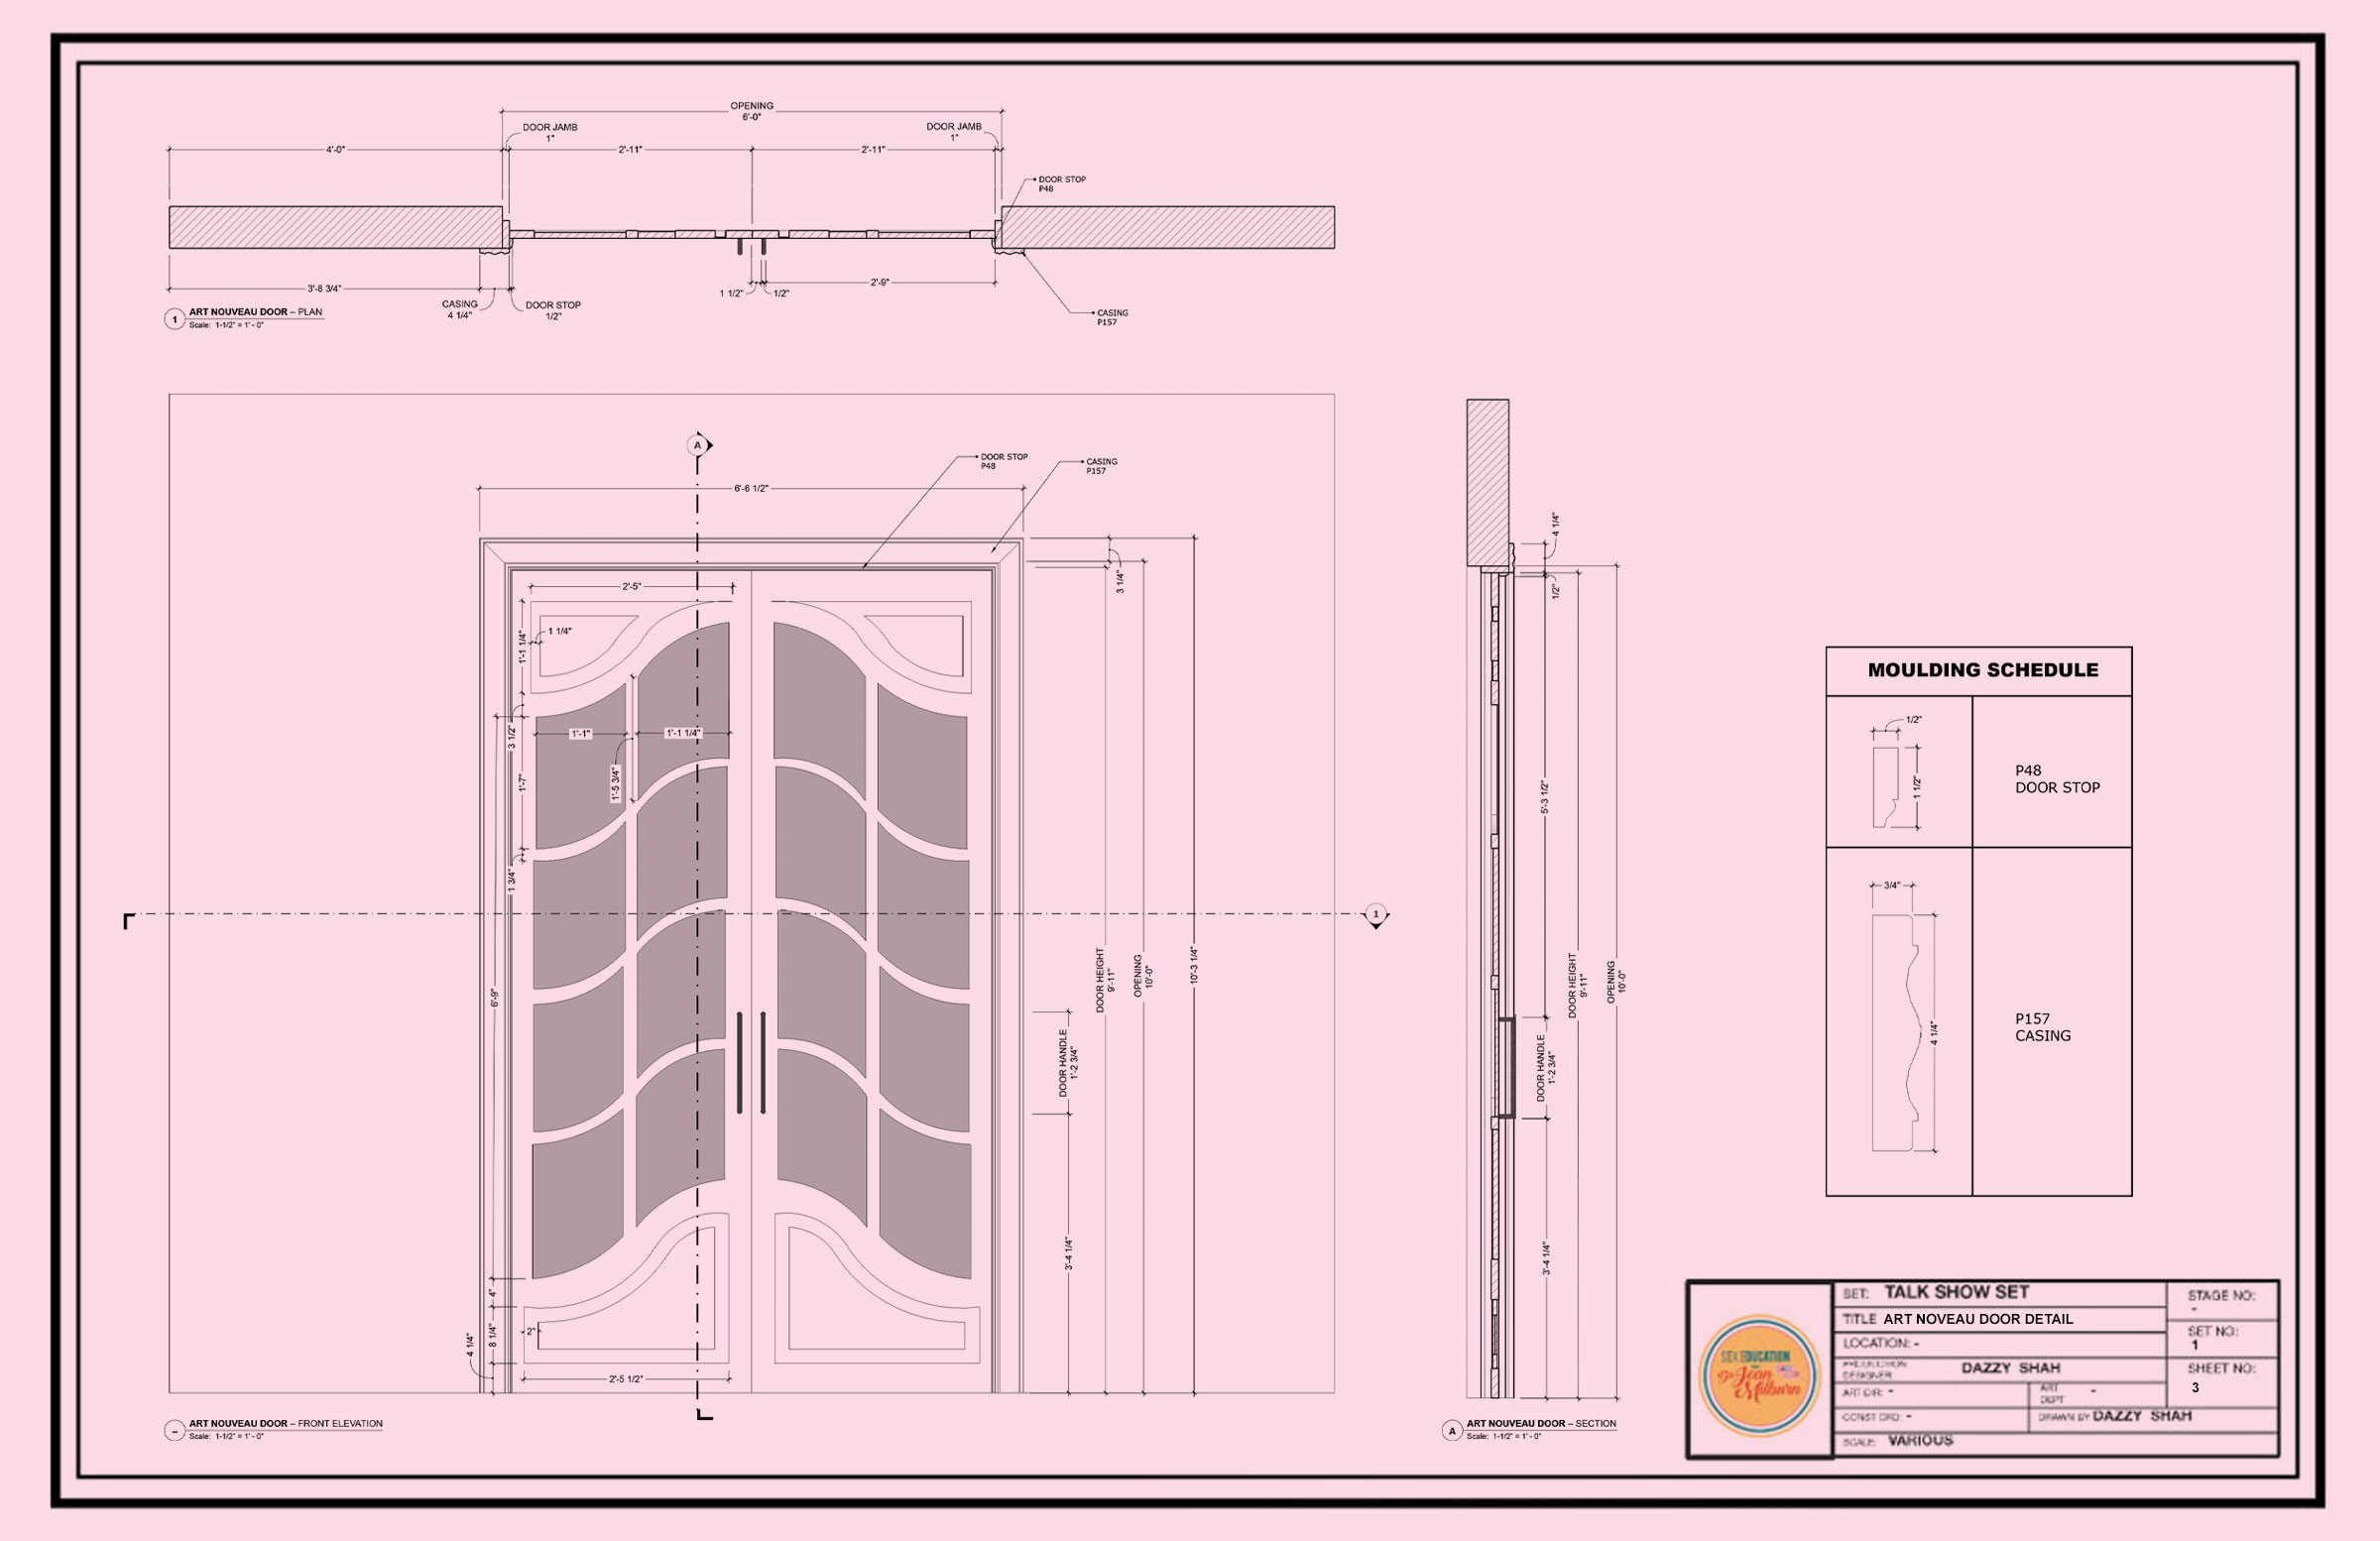 OPENING
6'-0"
DOOR JAMB
1"
DOOR JAMB
1"
4'-0"
2'-11"
2'-11"
DOOR STOP
P48
3'-8 3/4"
CASING
4 1/4"
DOOR STOP
1/2"
1 1/2"
1/2"
2'-9"
CASING
P157
1
ART NOUVEAU DOOR – PLAN
Scale: 1-1/2" = 1' - 0"
A
DOOR STOP
P48
CASING
P157
6'-6 1/2"
2'-5"
1 1/4"
1'-1 1/4"
3 1/4"
3 1/2"
1'-1"
1'-1 1/4"
1'-5 3/4"
1'-7"
1 3/4"
1
6'-9"
DOOR HEIGHT
9'-11"
OPENING
10'-0"
10'-3 1/4"
DOOR HANDLE
1'-2 3/4"
3'-4 1/4"
4"
8 1/4"
2"
4 1/4"
2'-5 1/2"
–
ART NOUVEAU DOOR – FRONT ELEVATION
Scale: 1-1/2" = 1' - 0"
4 1/4"
1/2"
5'-3 1/2"
DOOR HEIGHT
9'-11"
OPENING
10'-0"
DOOR HANDLE
1'-2 3/4"
3'-4 1/4"
A
ART NOUVEAU DOOR – SECTION
Scale: 1-1/2" = 1' - 0"
MOULDING SCHEDULE
1/2"
1 1/2"
P48
DOOR STOP
3/4"
4 1/4"
P157
CASING
SEX EDUCATION
Jean
Milburn
SET: TALK SHOW SET
TITLE ART NOVEAU DOOR DETAIL
LOCATION: -
PRODUCTION
DESIGNER
DAZZY SHAH
ART DIR: -
ART
DEPT
-
CONST CRD: -
DRAWN BY DAZZY SHAH
SCALE: VARIOUS
STAGE NO:
-
SET NO:
1
SHEET NO:
3